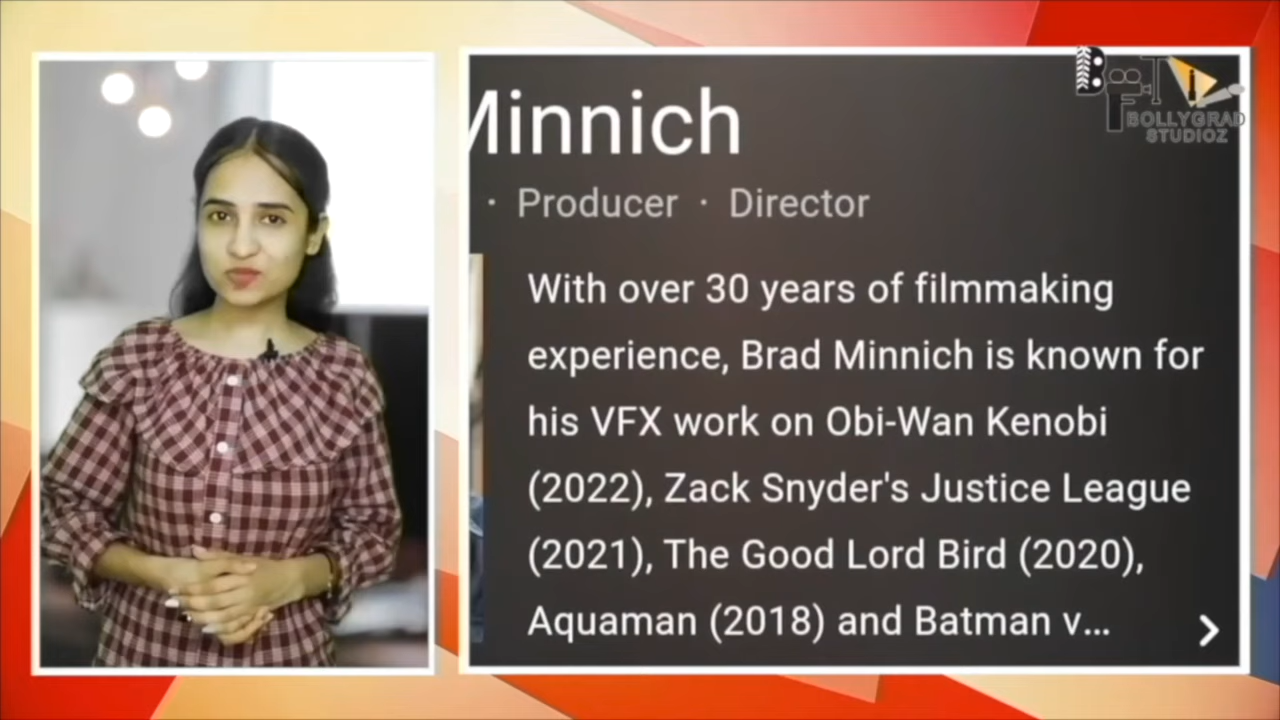 Minnich
· Producer · Director
With over 30 years of filmmaking
experience, Brad Minnich is known for
his VFX work on Obi-Wan Kenobi
(2022), Zack Snyder's Justice League
(2021), The Good Lord Bird (2020),
Aquaman (2018) and Batman v...
BFT
BOLLYGRAD
STUDIOZ